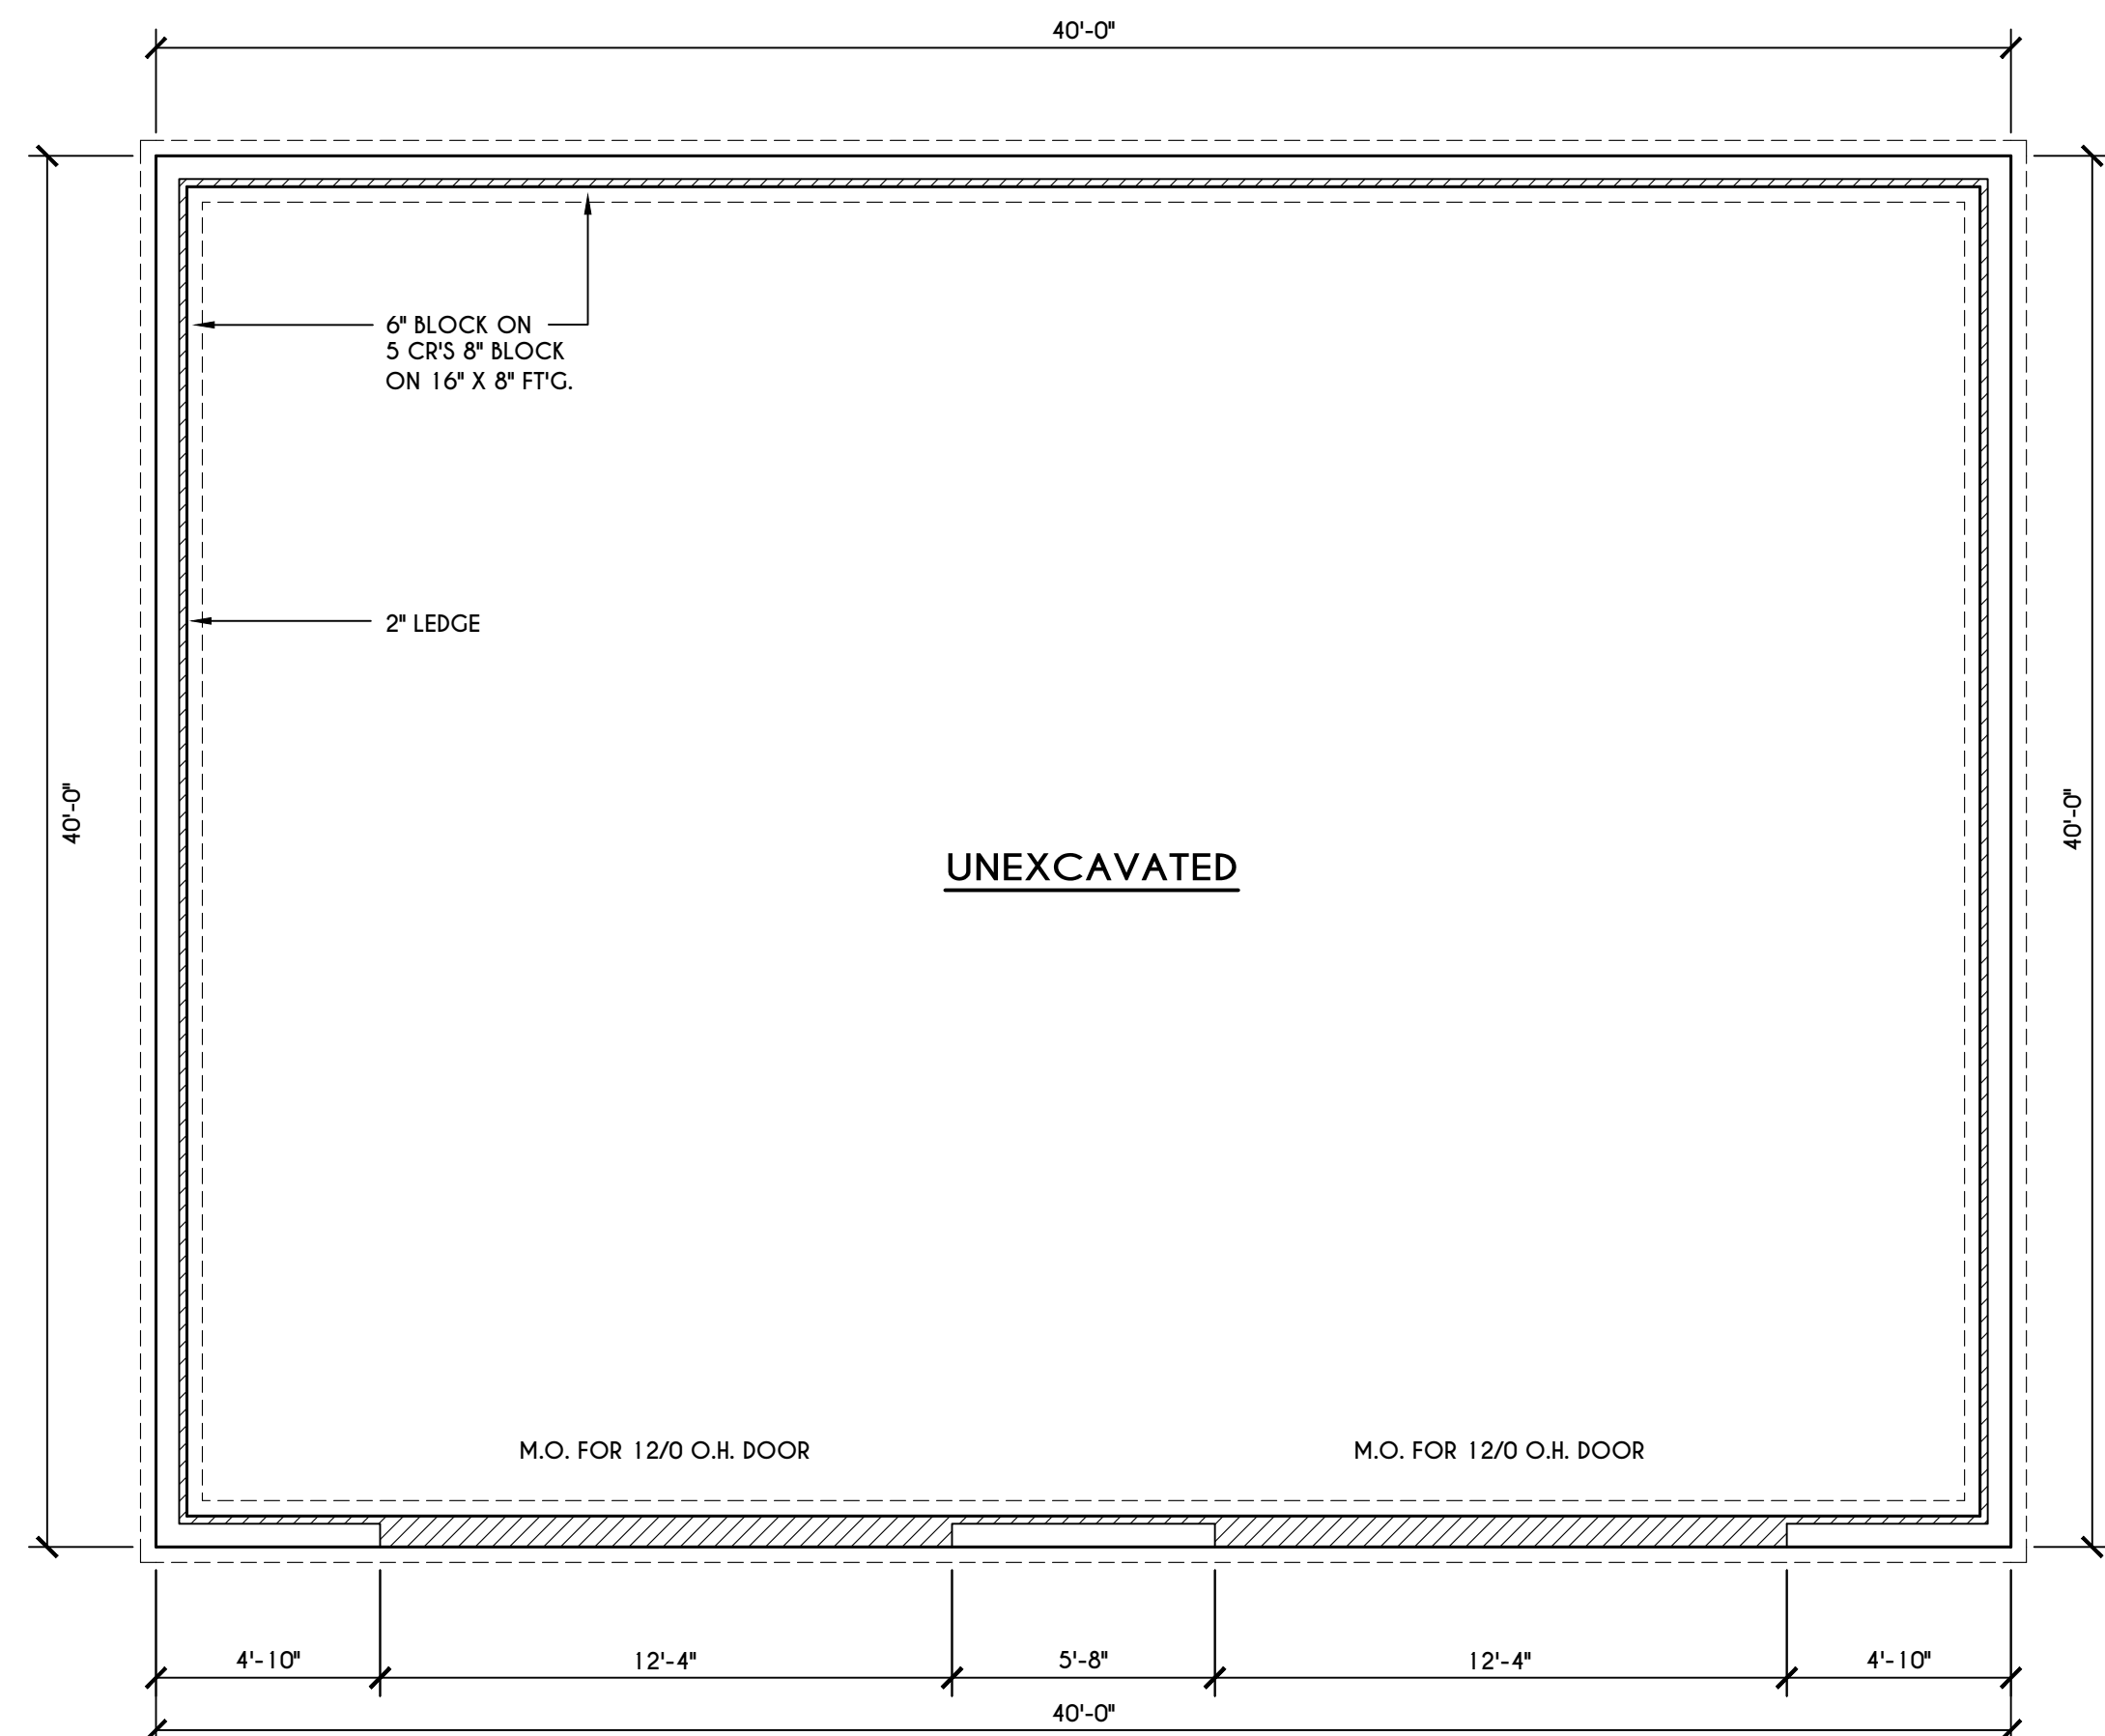 40'-0"
6" BLOCK ON
5 CR'S 8" BLOCK
ON 16" X 8" FT'G.
2" LEDGE
40'-0"
40'-0"
UNEXCAVATED
M.O. FOR 12/0 O.H. DOOR
M.O. FOR 12/0 O.H. DOOR
4'-10"
12'-4"
5'-8"
12'-4"
4'-10"
40'-0"